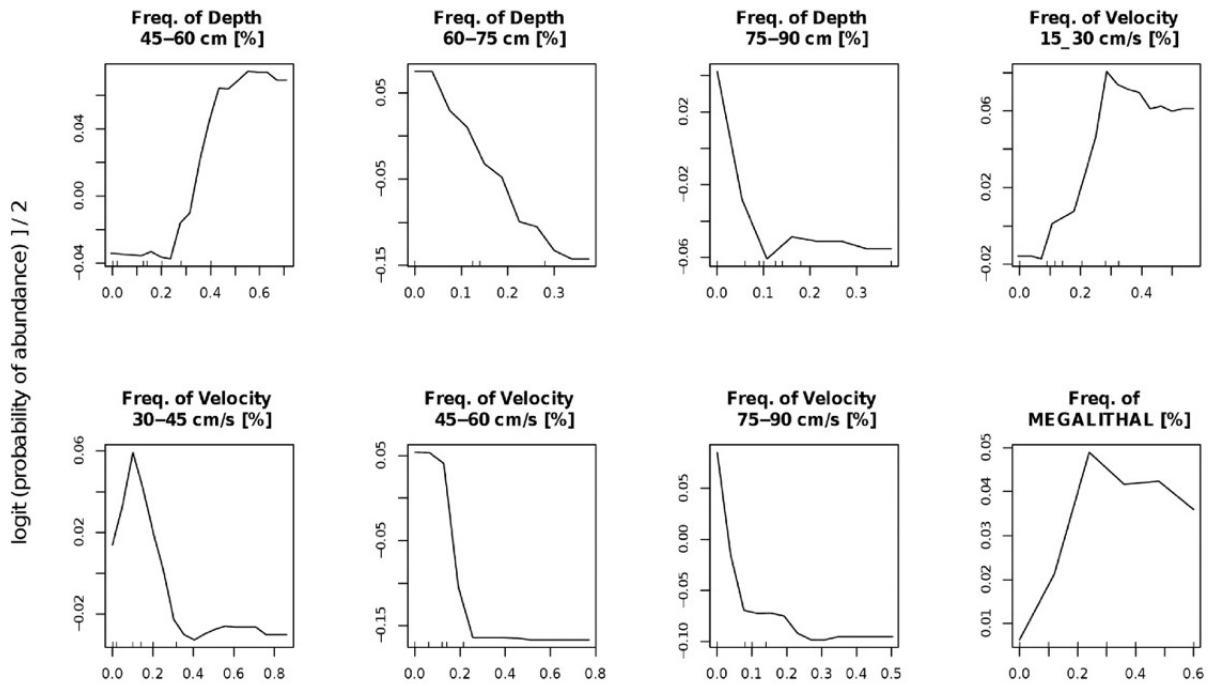 Freq. of Depth
45–60 cm [%]
Freq. of Depth
60–75 cm [%]
Freq. of Depth
75–90 cm [%]
Freq. of Velocity
15_30 cm/s [%]
0.04
0.00
−0.04
0.0 0.2 0.4 0.6
0.05
−0.05
−0.15
0.0 0.1 0.2 0.3
0.02
−0.02
−0.06
0.0 0.1 0.2 0.3
0.06
0.02
−0.02
0.0 0.2 0.4
logit (probability of abundance) ] / 2
Freq. of Velocity
30–45 cm/s [%]
Freq. of Velocity
45–60 cm/s [%]
Freq. of Velocity
75–90 cm/s [%]
Freq. of
MEGALITHAL [%]
0.06
0.02
−0.02
0.0 0.2 0.4 0.6 0.8
0.05
−0.05
−0.15
0.0 0.2 0.4 0.6 0.8
0.05
0.00
−0.05
−0.10
0.0 0.1 0.2 0.3 0.4 0.5
0.05
0.04
0.03
0.02
0.01
0.0 0.2 0.4 0.6